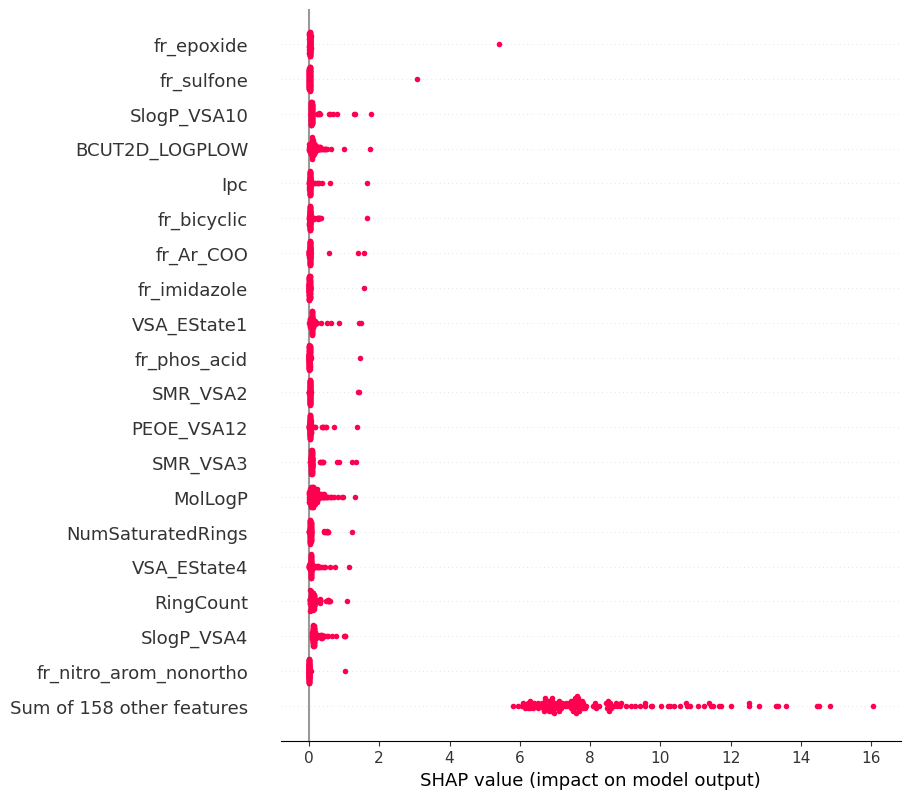 fr_epoxide
fr_sulfone
SlogP_VSA10
BCUT2D_LOGPLOW
Ipc
fr_bicyclic
fr_Ar_COO
fr_imidazole
VSA_EState1
fr_phos_acid
SMR_VSA2
PEOE_VSA12
SMR_VSA3
MolLogP
NumSaturatedRings
VSA_EState4
RingCount
SlogP_VSA4
fr_nitro_arom_nonortho
Sum of 158 other features
0 2 4 6 8 10 12 14 16
SHAP value (impact on model output)